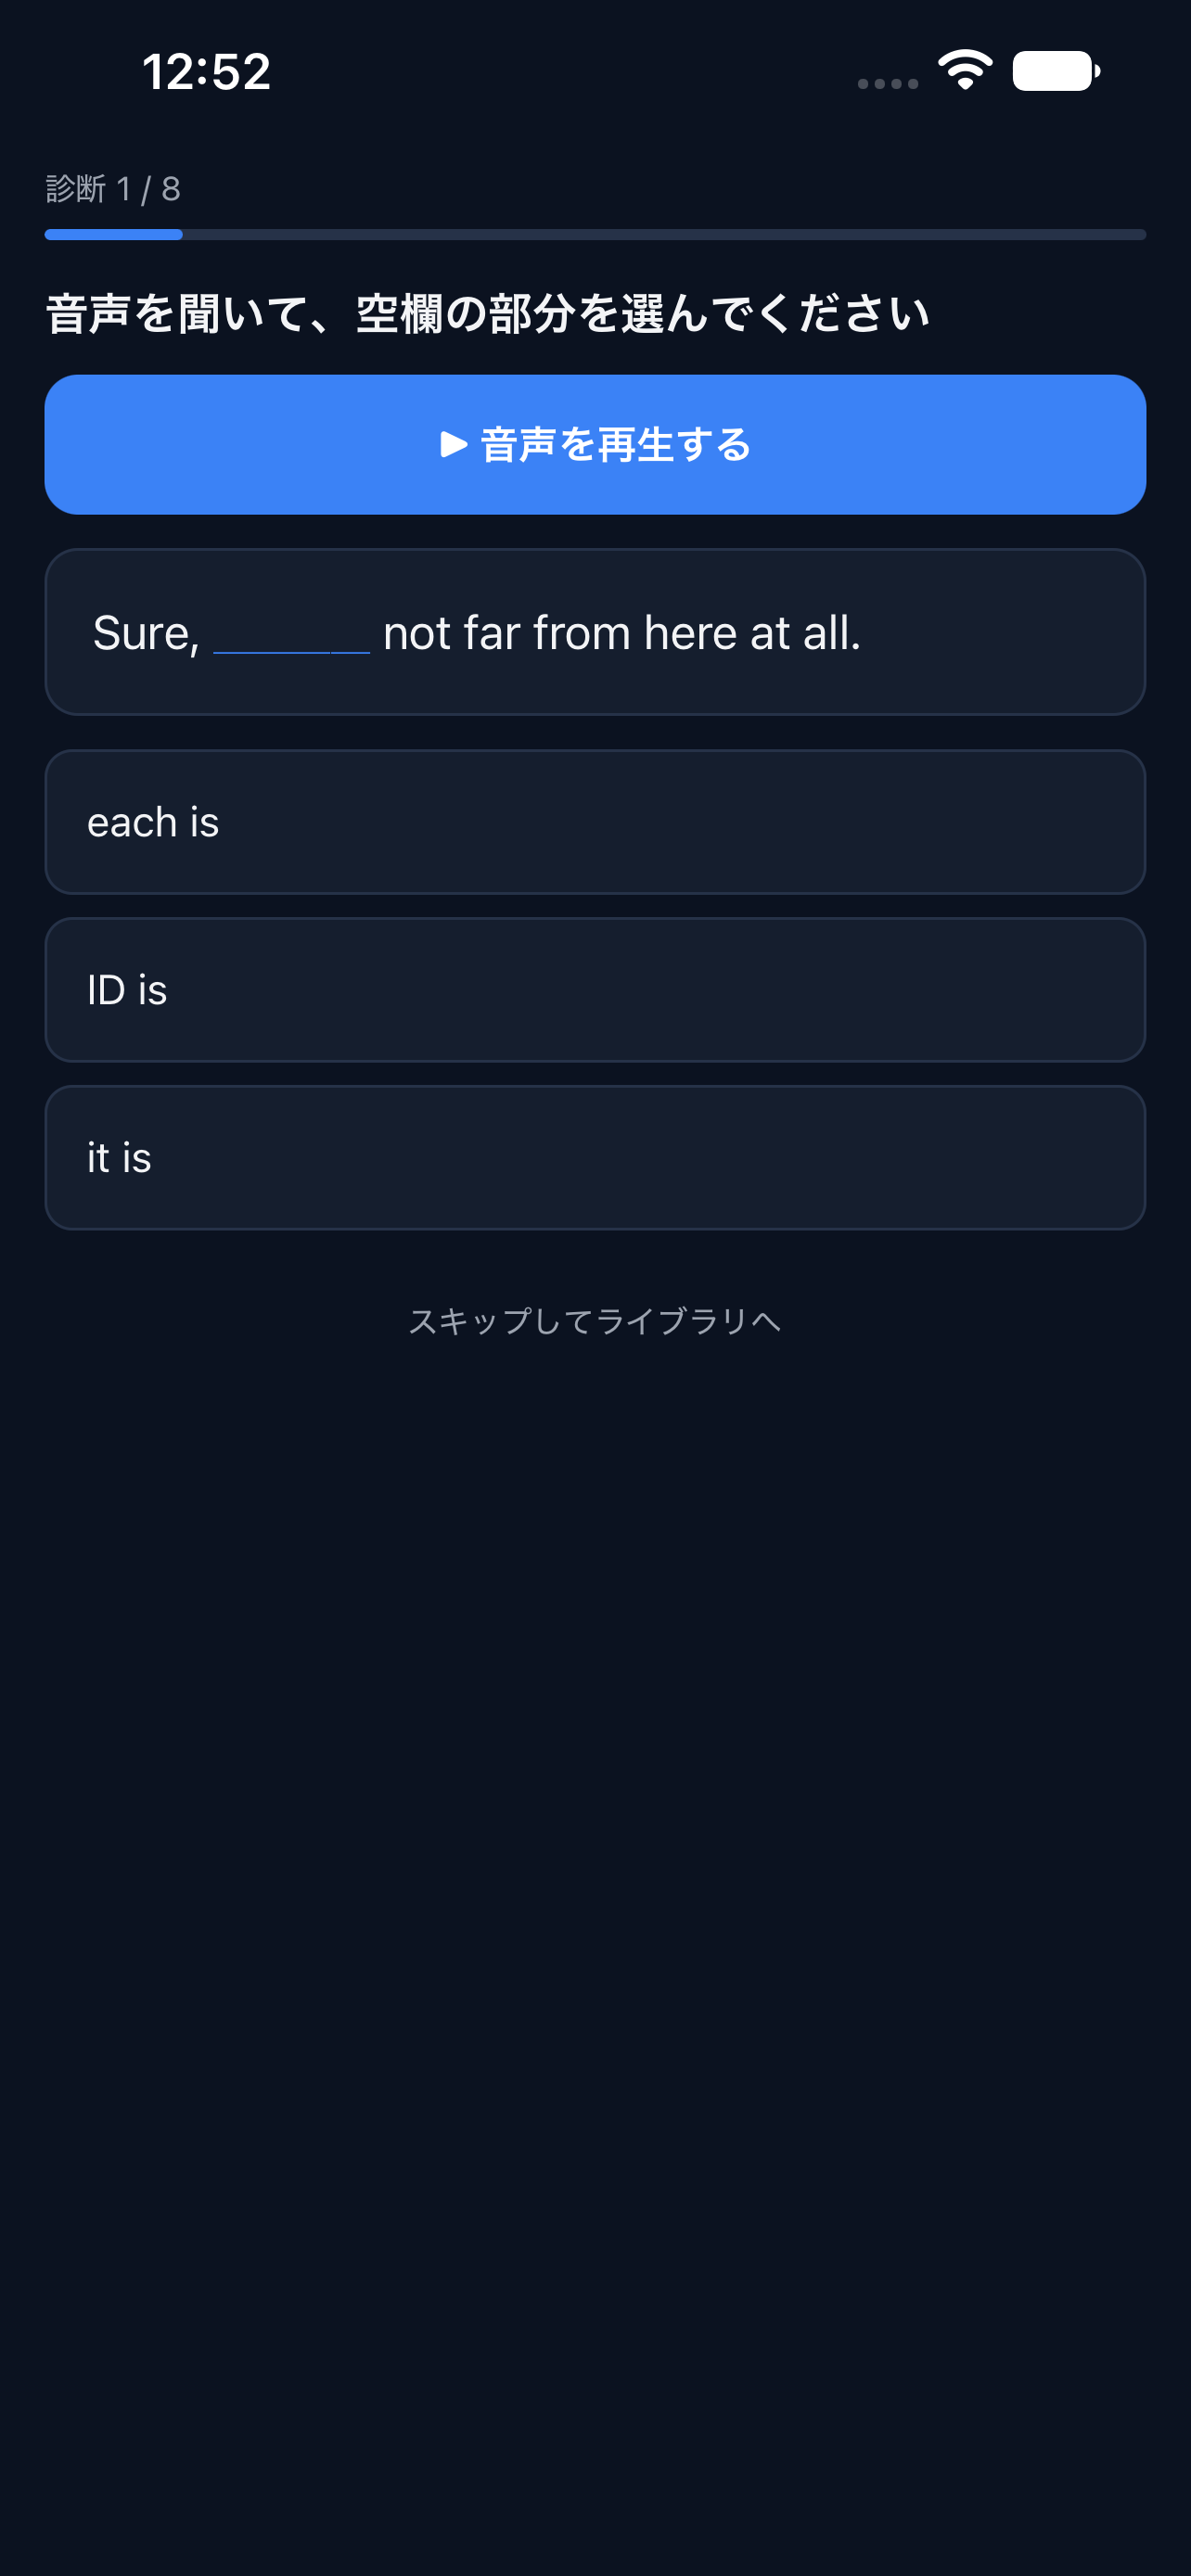 12:52
診断 1 / 8
音声を聞いて、空欄の部分を選んでください
▶ 音声を再生する
Sure, ________ not far from here at all.
each is
ID is
it is
スキップしてライブラリへ